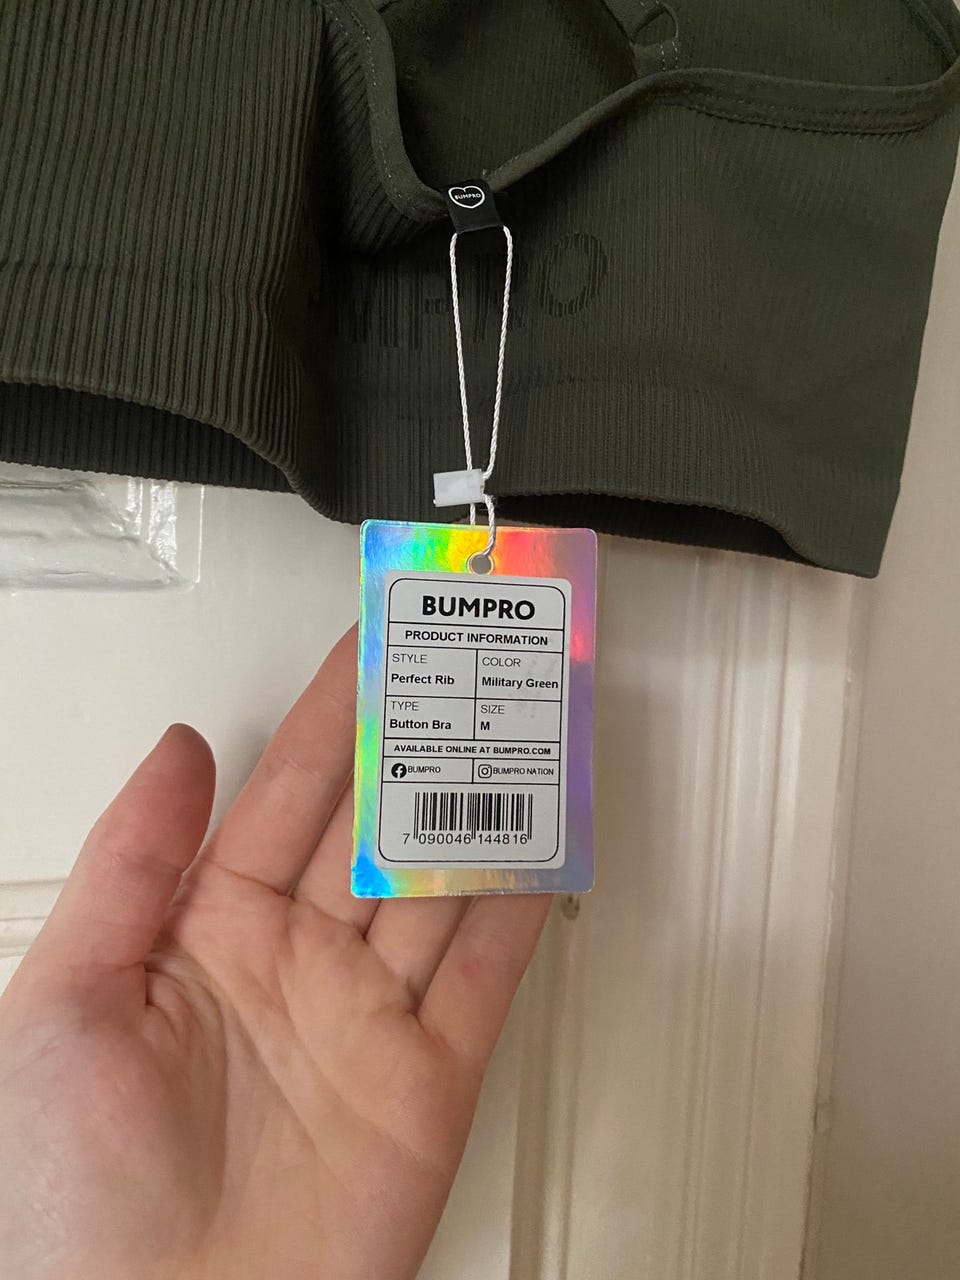 BUMPRO
MPRO
BUMPRO
PRODUCT INFORMATION
STYLE COLOR
Perfect Rib Military Green
TYPE SIZE
Button Bra M
AVAILABLE ONLINE AT BUMPRO.COM
BUMPRO BUMPRO NATION
7 090046 144816